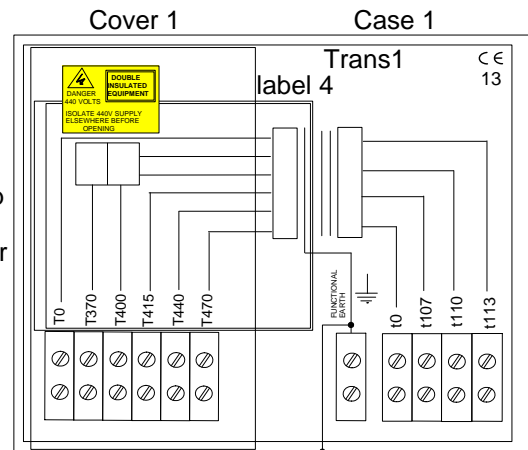 Cover 1
Case 1
Trans1
CE
13
label 4
DANGER
440 VOLTS
DOUBLE
INSULATED
EQUIPMENT
ISOLATE 440V SUPPLY
ELSEWHERE BEFORE
OPENING
o
r
T0
T370
T400
T415
T440
T470
FUNCTIONAL
EARTH
t0
t107
t110
t113